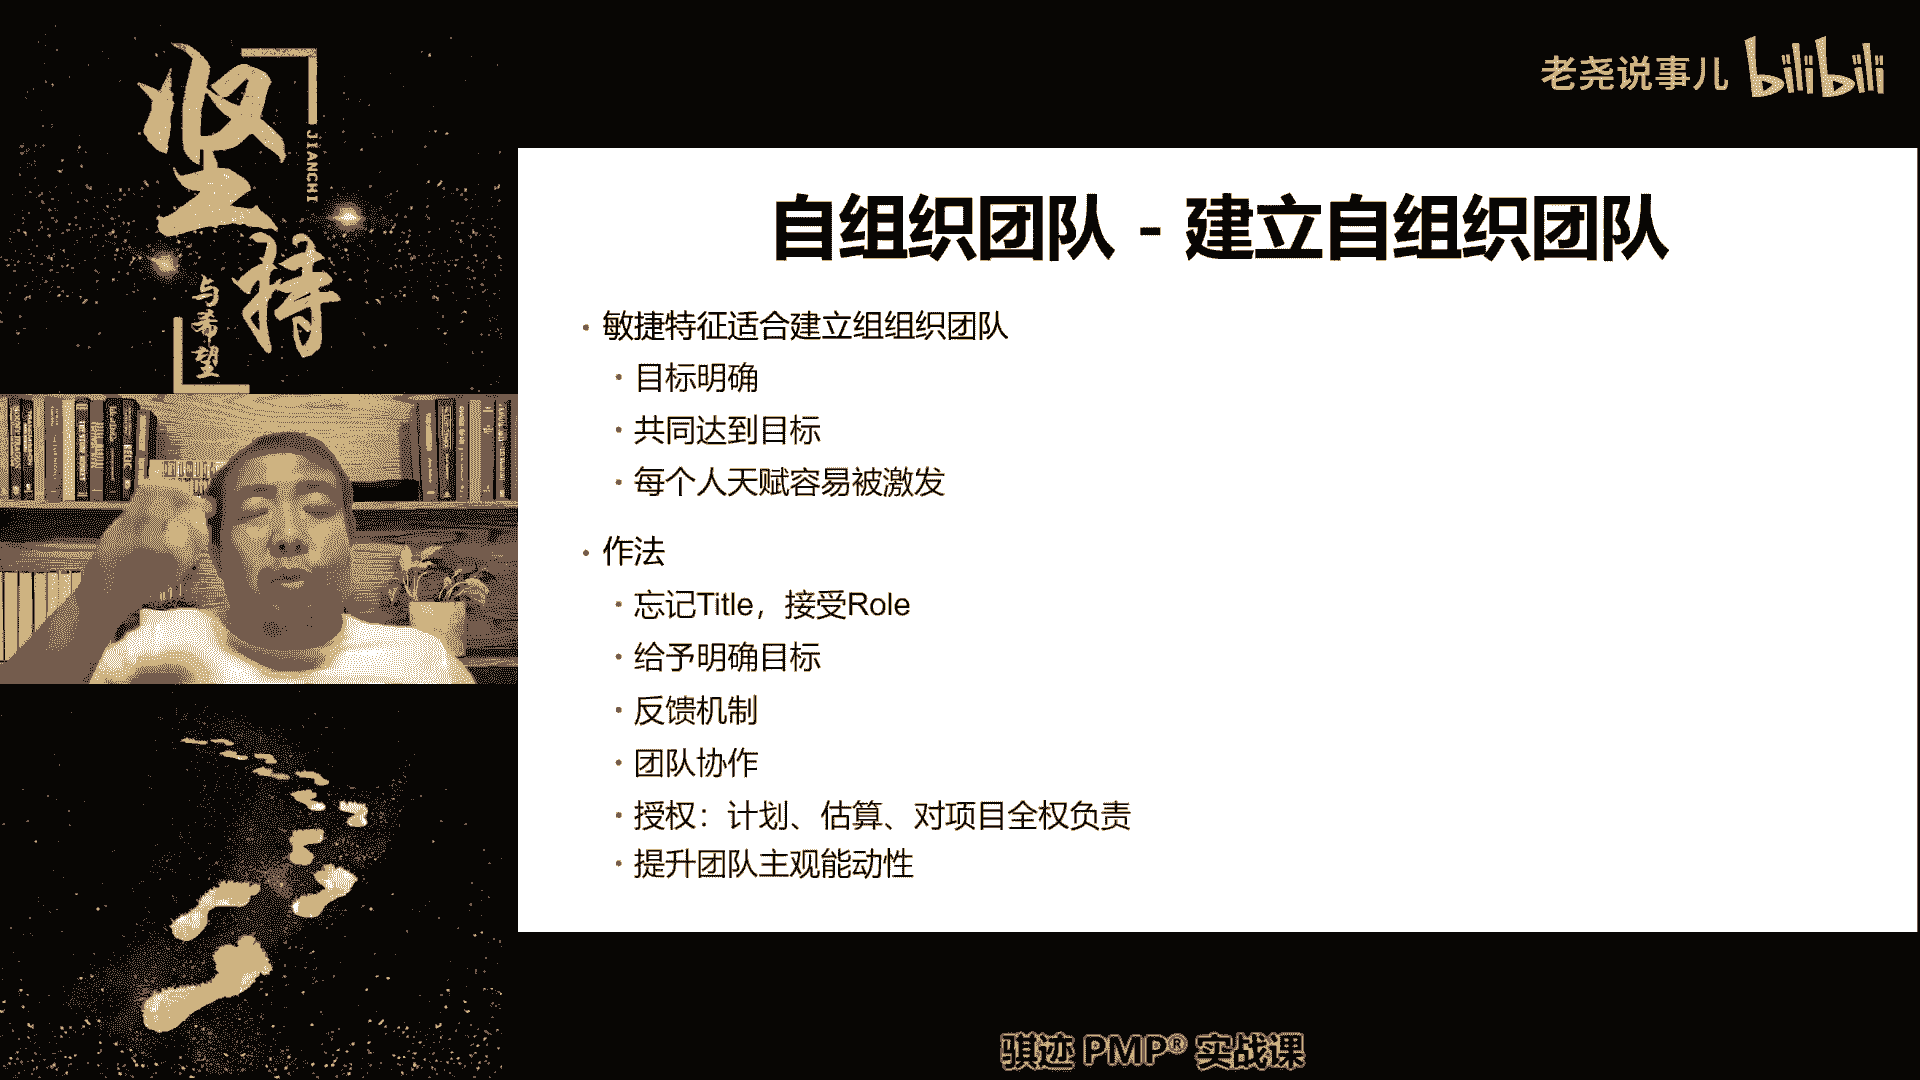 坚持
JIANCHI
与希望
老尧说事儿 bilibili
自组织团队 - 建立自组织团队
• 敏捷特征适合建立组组织团队
• 目标明确
• 共同达到目标
• 每个人天赋容易被激发
• 作法
• 忘记Title，接受Role
• 给予明确目标
• 反馈机制
• 团队协作
• 授权：计划、估算、对项目全权负责
• 提升团队主观能动性
骐迹 PMP® 实战课